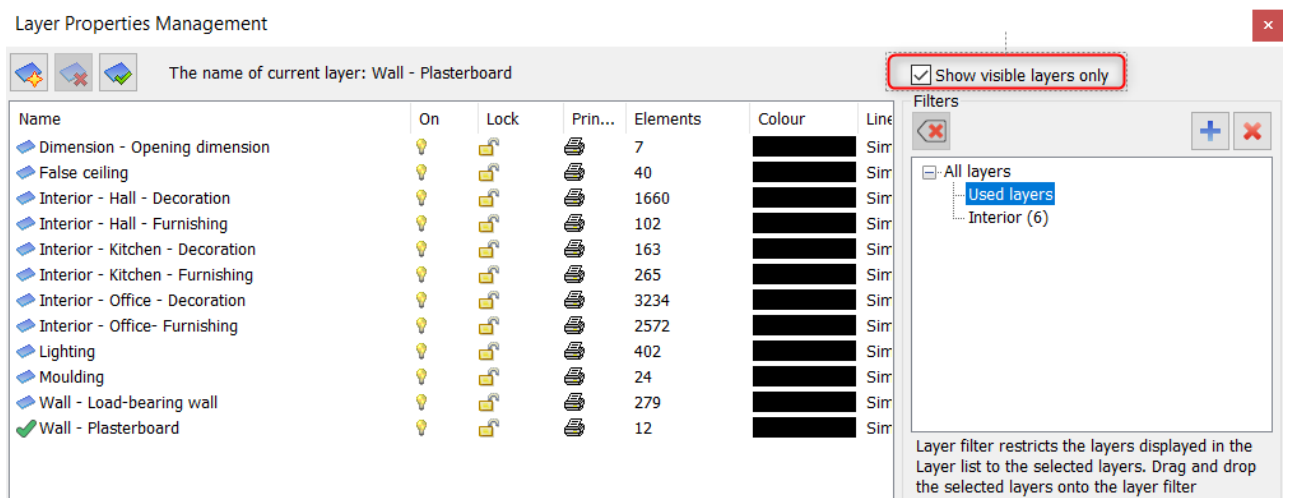 Layer Properties Management
The name of current layer: Wall - Plasterboard
Show visible layers only
Name On Lock Prin... Elements Colour Line
Dimension - Opening dimension 7 Sim
False ceiling 40 Sim
Interior - Hall - Decoration 1660 Sim
Interior - Hall - Furnishing 102 Sim
Interior - Kitchen - Decoration 163 Sim
Interior - Kitchen - Furnishing 265 Sim
Interior - Office - Decoration 3234 Sim
Interior - Office- Furnishing 2572 Sim
Lighting 402 Sim
Moulding 24 Sim
Wall - Load-bearing wall 279 Sim
Wall - Plasterboard 12 Sim
Filters
All layers
Used layers
Interior (6)
Layer filter restricts the layers displayed in the
Layer list to the selected layers. Drag and drop
the selected layers onto the layer filter